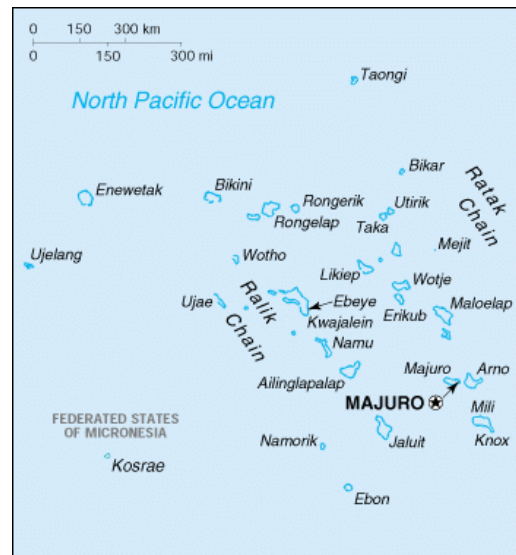 0 150 300 km
0 150 300 mi
Taongi
North Pacific Ocean
Bikar
Ratak
Chain
Enewetak
Bikini
Rongerik
Utirik
Rongelap
Taka
Mejit
Ujelang
Wotho
Likiep
Wotje
Ujae
Ralik
Chain
Ebeye
Erikub
Maloelap
Kwajalein
Namu
Majuro
Arno
Ailinglapalap
MAJURO
Mili
FEDERATED STATES
OF MICRONESIA
Namorik
Jaluit
Knox
Kosrae
Ebon